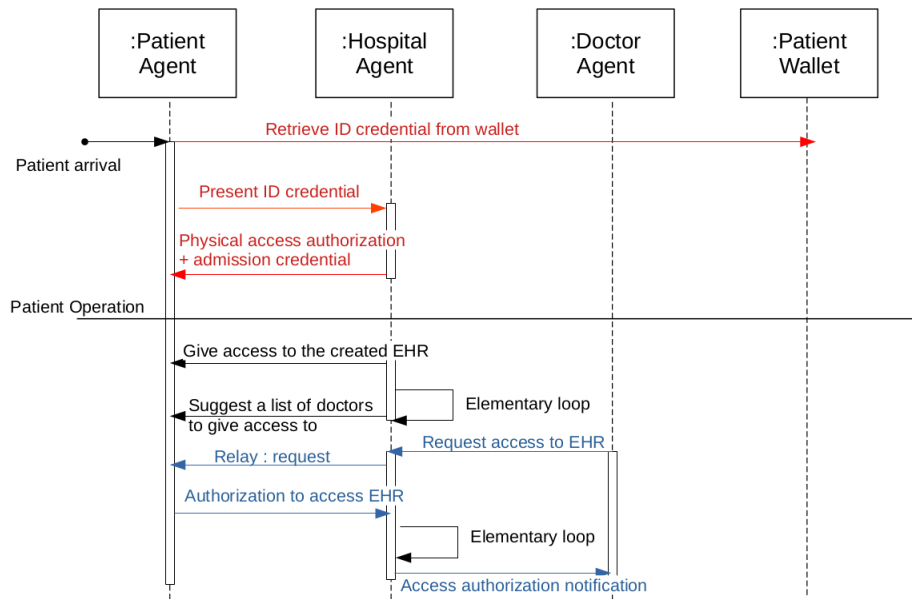 :Patient
Agent
:Hospital
Agent
:Doctor
Agent
:Patient
Wallet
Retrieve ID credential from wallet
Patient arrival
Present ID credential
Physical access authorization
+ admission credential
Patient Operation
Give access to the created EHR
Suggest a list of doctors
to give access to
Elementary loop
Request access to EHR
Relay : request
Authorization to access EHR
Elementary loop
Access authorization notification